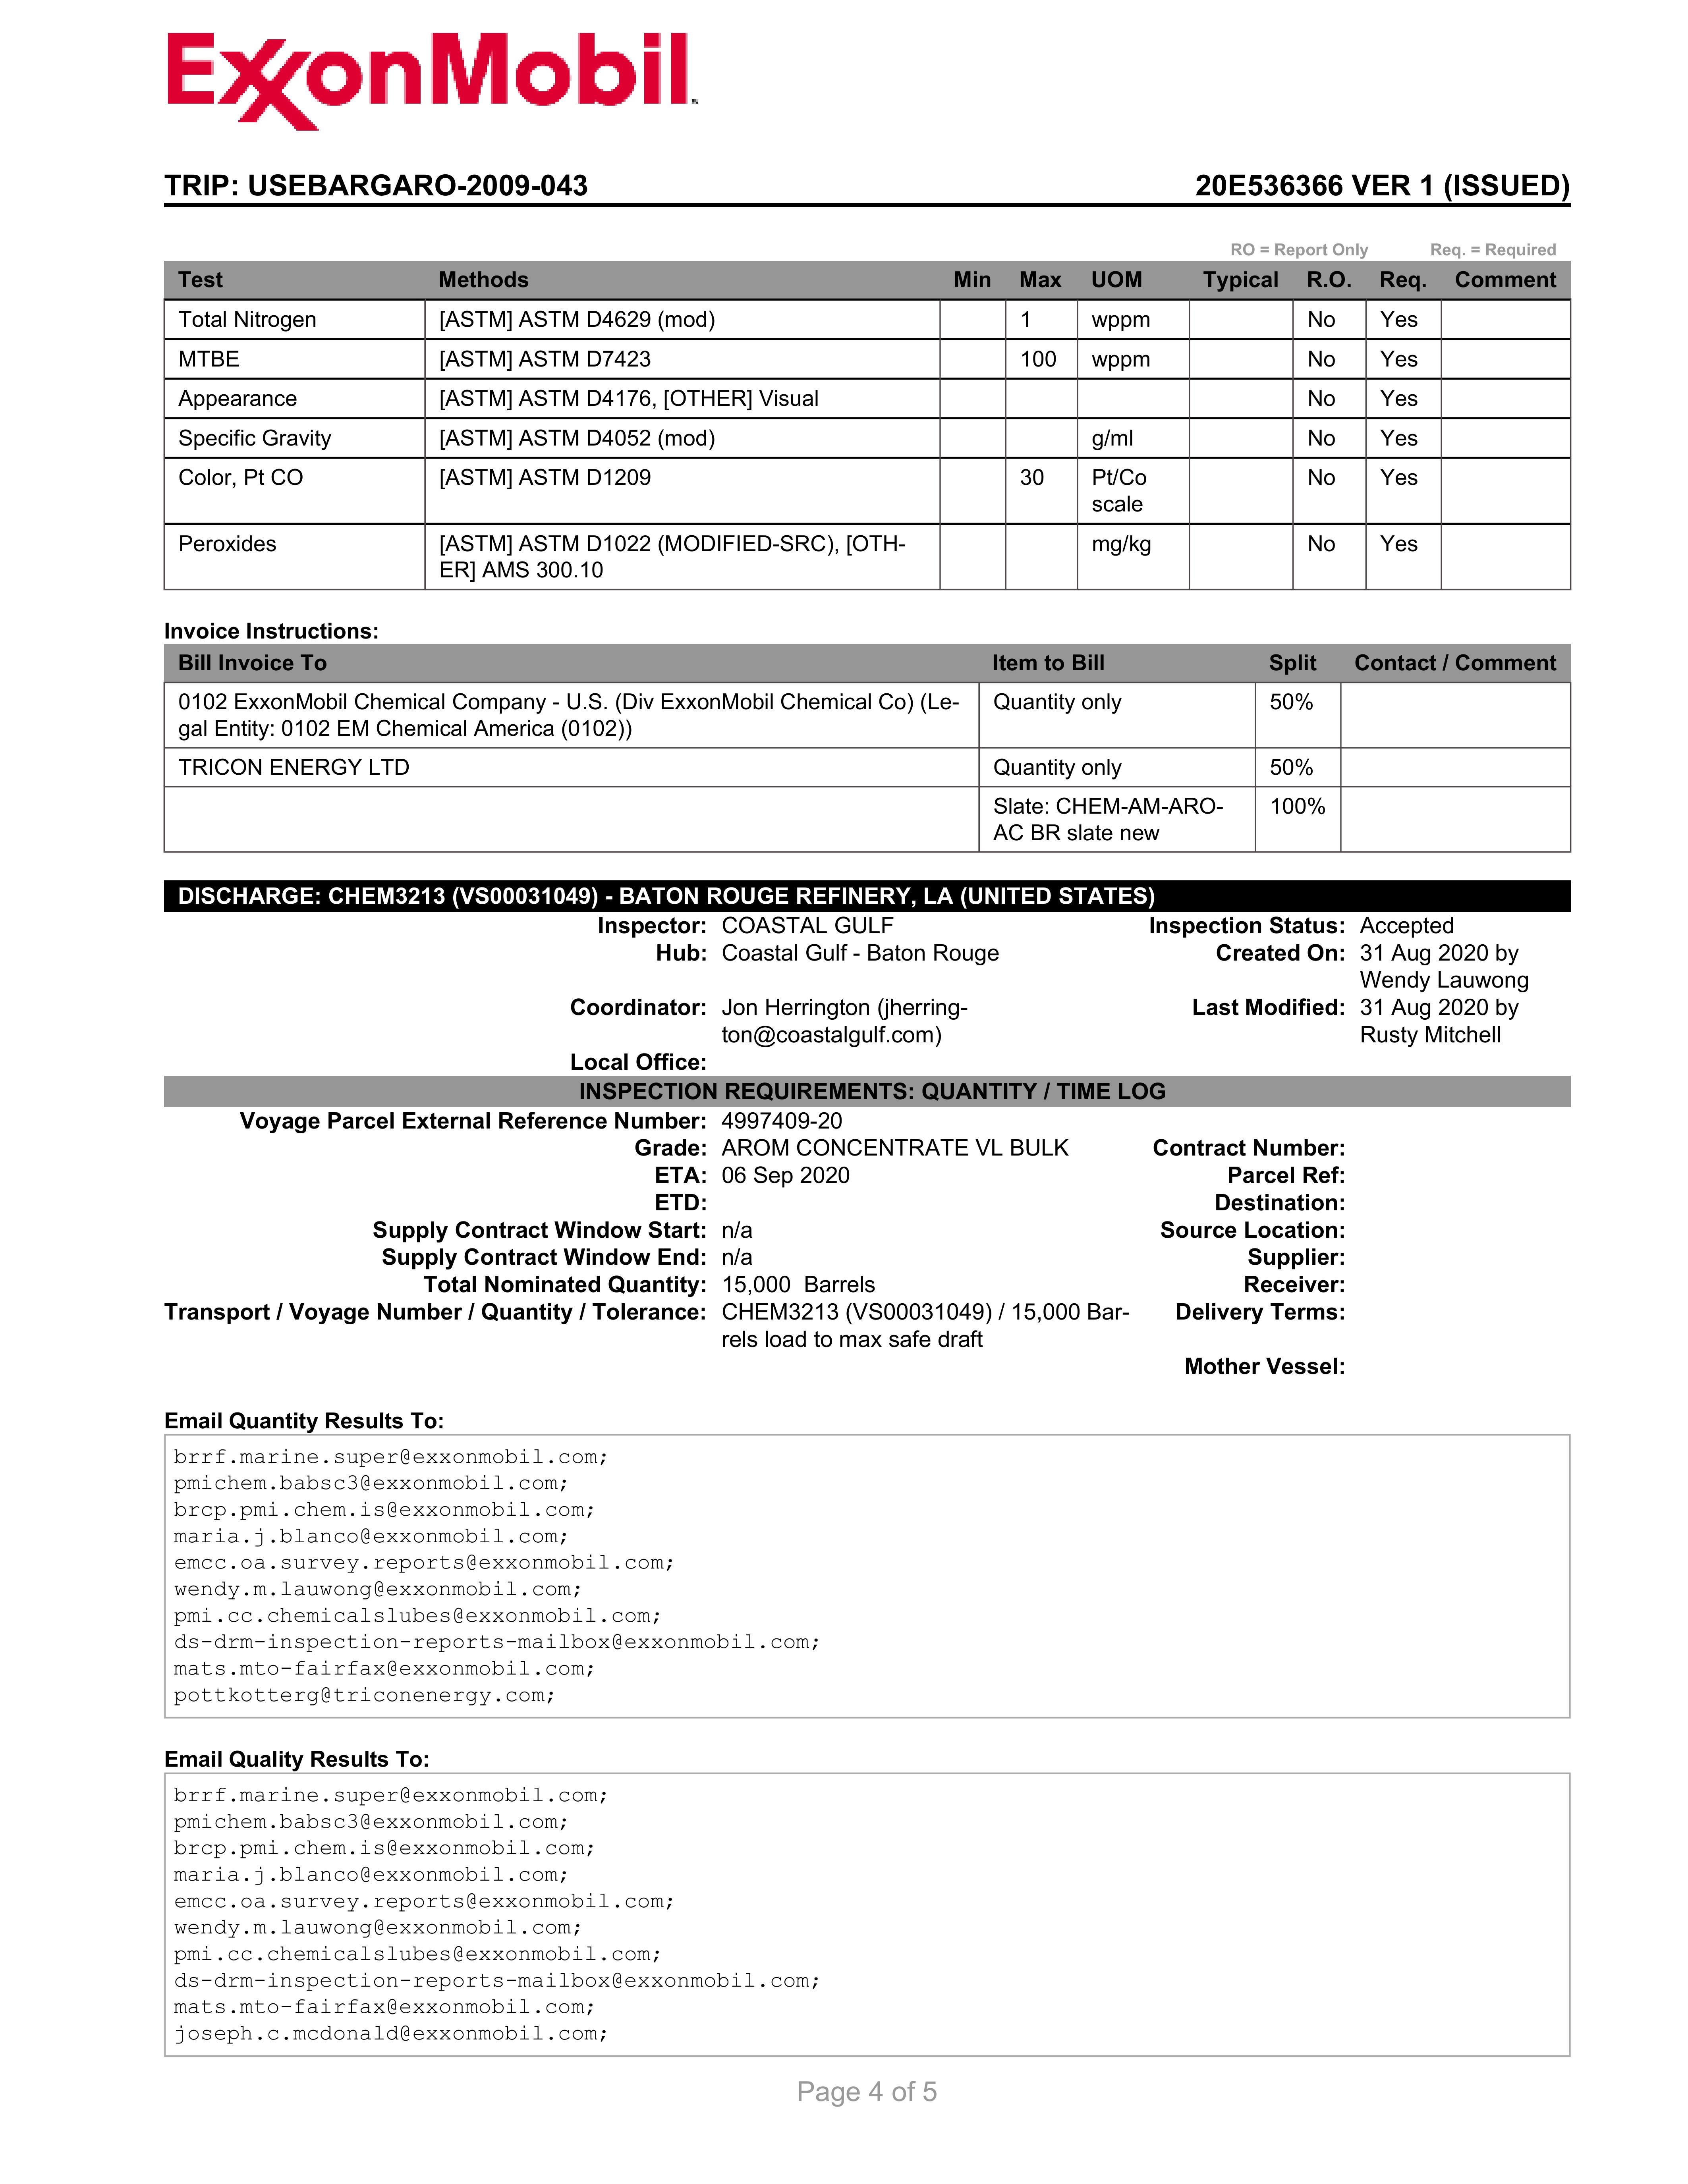 ExxonMobil
TRIP: USEBARGARO-2009-043 20E536366 VER 1 (ISSUED)
RO = Report Only Req. = Required
Test Methods Min Max UOM Typical R.O. Req. Comment
Total Nitrogen [ASTM] ASTM D4629 (mod) 1 wppm No Yes
MTBE [ASTM] ASTM D7423 100 wppm No Yes
Appearance [ASTM] ASTM D4176, [OTHER] Visual No Yes
Specific Gravity [ASTM] ASTM D4052 (mod) g/ml No Yes
Color, Pt CO [ASTM] ASTM D1209 30 Pt/Co No Yes
scale
Peroxides [ASTM] ASTM D1022 (MODIFIED-SRC), [OTH- mg/kg No Yes
ER] AMS 300.10
Invoice Instructions:
Bill Invoice To Item to Bill Split Contact / Comment
0102 ExxonMobil Chemical Company - U.S. (Div ExxonMobil Chemical Co) (Le- Quantity only 50%
gal Entity: 0102 EM Chemical America (0102))
TRICON ENERGY LTD Quantity only 50%
Slate: CHEM-AM-ARO- 100%
AC BR slate new
DISCHARGE: CHEM3213 (VS00031049) - BATON ROUGE REFINERY, LA (UNITED STATES)
Inspector: COASTAL GULF Inspection Status: Accepted
Hub: Coastal Gulf - Baton Rouge Created On: 31 Aug 2020 by
Wendy Lauwong
Coordinator: Jon Herrington (jherring- Last Modified: 31 Aug 2020 by
ton@coastalgulf.com) Rusty Mitchell
Local Office:
INSPECTION REQUIREMENTS: QUANTITY / TIME LOG
Voyage Parcel External Reference Number: 4997409-20
Grade: AROM CONCENTRATE VL BULK Contract Number:
ETA: 06 Sep 2020 Parcel Ref:
ETD: Destination:
Supply Contract Window Start: n/a Source Location:
Supply Contract Window End: n/a Supplier:
Total Nominated Quantity: 15,000 Barrels Receiver:
Transport / Voyage Number / Quantity / Tolerance: CHEM3213 (VS00031049) / 15,000 Bar- Delivery Terms:
rels load to max safe draft
Mother Vessel:
Email Quantity Results To:
brrf.marine.super@exxonmobil.com;
pmichem.babsc3@exxonmobil.com;
brcp.pmi.chem.is@exxonmobil.com;
maria.j.blanco@exxonmobil.com;
emcc.oa.survey.reports@exxonmobil.com;
wendy.m.lauwong@exxonmobil.com;
pmi.cc.chemicalslubes@exxonmobil.com;
ds-drm-inspection-reports-mailbox@exxonmobil.com;
mats.mto-fairfax@exxonmobil.com;
pottkotterg@triconenergy.com;
Email Quality Results To:
brrf.marine.super@exxonmobil.com;
pmichem.babsc3@exxonmobil.com;
brcp.pmi.chem.is@exxonmobil.com;
maria.j.blanco@exxonmobil.com;
emcc.oa.survey.reports@exxonmobil.com;
wendy.m.lauwong@exxonmobil.com;
pmi.cc.chemicalslubes@exxonmobil.com;
ds-drm-inspection-reports-mailbox@exxonmobil.com;
mats.mto-fairfax@exxonmobil.com;
joseph.c.mcdonald@exxonmobil.com;
Page 4 of 5